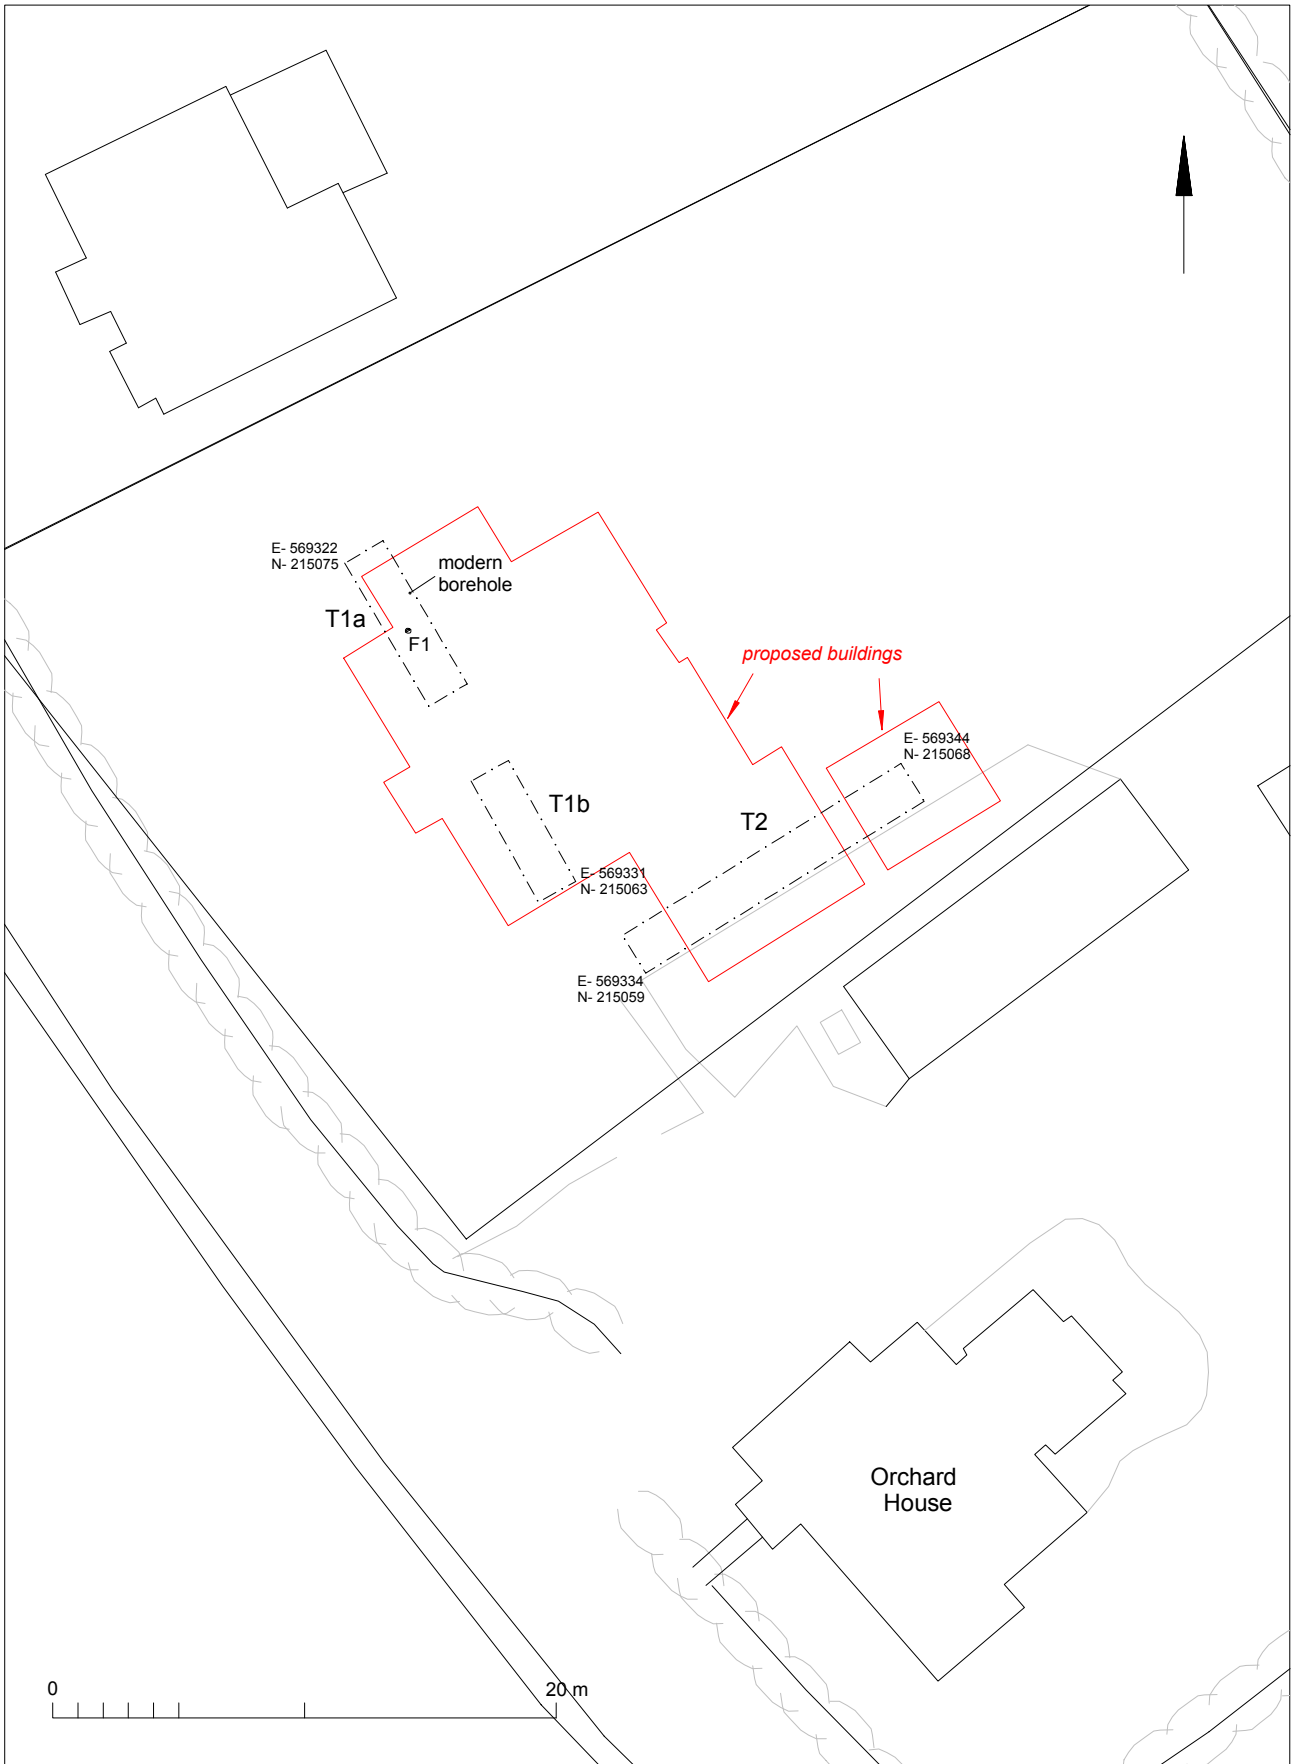 E- 569322
N- 215075
modern
borehole
T1a
F1
proposed buildings
E- 569344
N- 215068
T1b
T2
E- 569331
N- 215063
E- 569334
N- 215059
Orchard
House
0
20 m